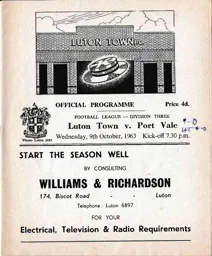 LUTON TOWN F.C.
OFFICIAL PROGRAMME Price 4d.
FOOTBALL LEAGUE — DIVISION THREE
Luton Town v. Port Vale
Wednesday, 9th October, 1963 Kick-off 7.30 p.m.
START THE SEASON WELL
BY CONSULTING
WILLIAMS & RICHARDSON
174, Biscot Road Luton
Telephone: Luton 6897
FOR YOUR
Electrical, Television & Radio Requirements